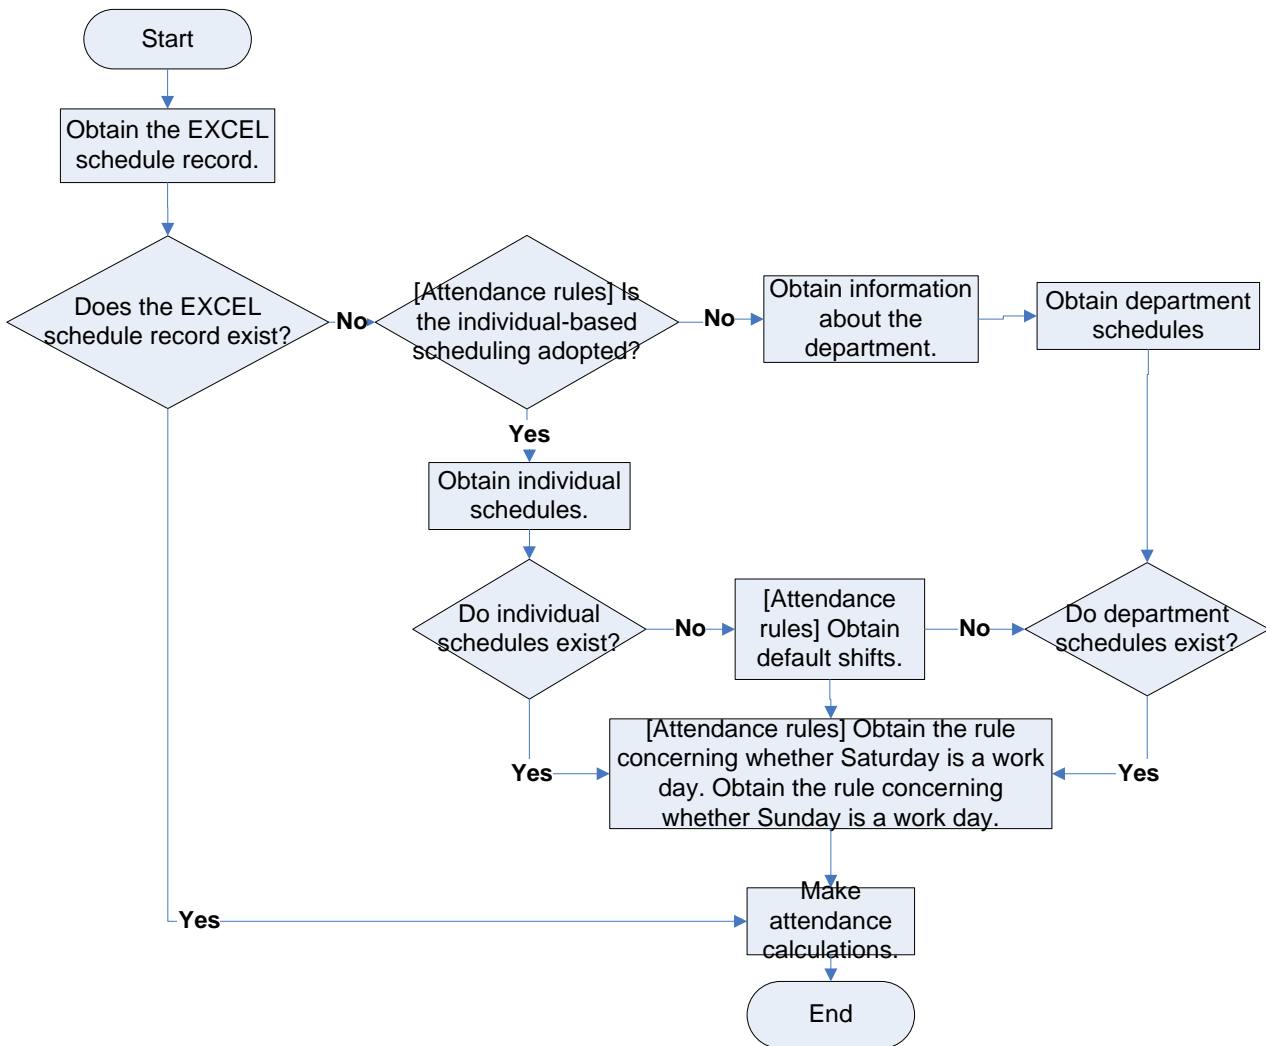 Start
Obtain the EXCEL
schedule record.
Does the EXCEL
schedule record exist?
No
[Attendance rules] Is
the individual-based
scheduling adopted?
No
Obtain information
about the
department.
Obtain department
schedules
Yes
Obtain individual
schedules.
Do individual
schedules exist?
No
[Attendance
rules] Obtain
default shifts.
No
Do department
schedules exist?
Yes
[Attendance rules] Obtain the rule
concerning whether Saturday is a work
day. Obtain the rule concerning
whether Sunday is a work day.
Yes
Yes
Make
attendance
calculations.
End